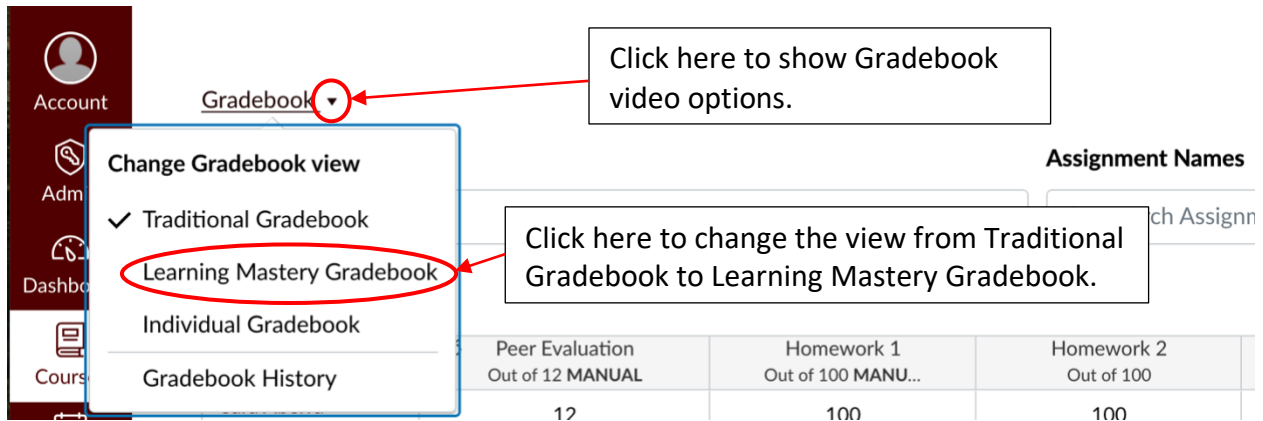 Click here to show Gradebook
video options.
Account
Gradebook
Change Gradebook view
Assignment Names
Adm
Traditional Gradebook
ch Assignm
Click here to change the view from Traditional
Gradebook to Learning Mastery Gradebook.
Learning Mastery Gradebook
Dashbo
Individual Gradebook
Peer Evaluation
Out of 12 MANUAL
Homework 1
Out of 100 MANU...
Homework 2
Out of 100
Cours
Gradebook History
12
100
100